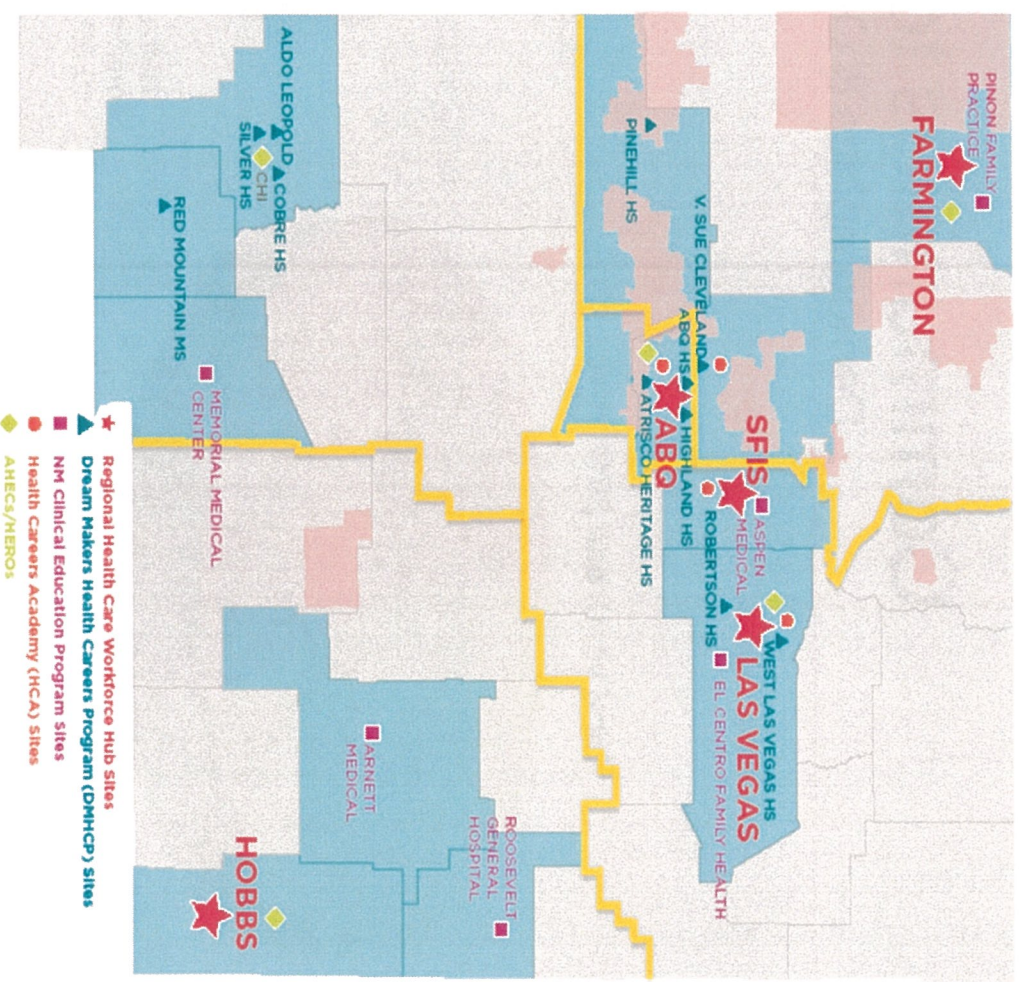 PINON FAMILY
PRACTICE
FARMINGTON
V. SUE CLEVELAND
ABQ HS
PINEHILL HS
SFIS
ABQ
HIGHLAND HS
ATRISCO HERITAGE HS
ASPEN
MEDICAL
ROBERTSON HS
WEST LAS VEGAS HS
LAS VEGAS
EL CENTRO FAMILY HEALTH
ALDO LEOPOLD
COBRE HS
CHI
SILVER HS
RED MOUNTAIN MS
MEMORIAL MEDICAL
CENTER
ROOSEVELT
GENERAL
HOSPITAL
ARNETT
MEDICAL
HOBBS
Regional Health Care Workforce Hub Sites
Dream Makers Health Careers Program (DMHCP) Sites
NM Clinical Education Program Sites
Health Careers Academy (HCA) Sites
AHECs/HEROs